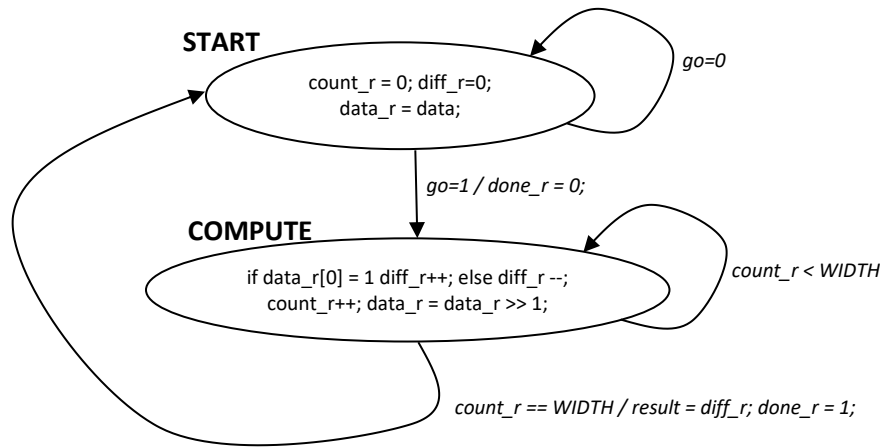 START
go=0
count_r = 0; diff_r=0;
data_r = data;
go=1 / done_r = 0;
COMPUTE
if data_r[0] = 1 diff_r++; else diff_r --;
count_r++; data_r = data_r >> 1;
count_r < WIDTH
count_r == WIDTH / result = diff_r; done_r = 1;